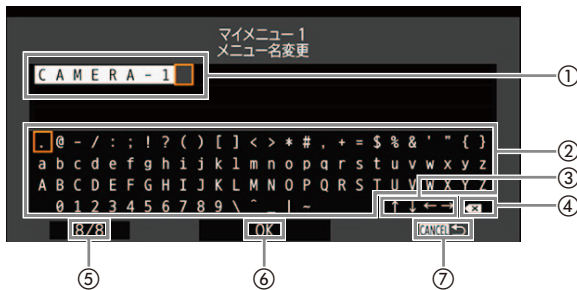 マイメニュー 1
メニュー名変更
CAMERA-1
①
. @ - / : ; ! ? ( ) [ ] < > * # , + = $ % & ' " { }
②
a b c d e f g h i j k l m n o p q r s t u v w x y z
A B C D E F G H I J K L M N O P Q R S T U V W X Y Z
③
0 1 2 3 4 5 6 7 8 9 \ ^ _ | ~ ↑ ↓ ← →
④
8/8 OK CANCEL
⑤ ⑥ ⑦